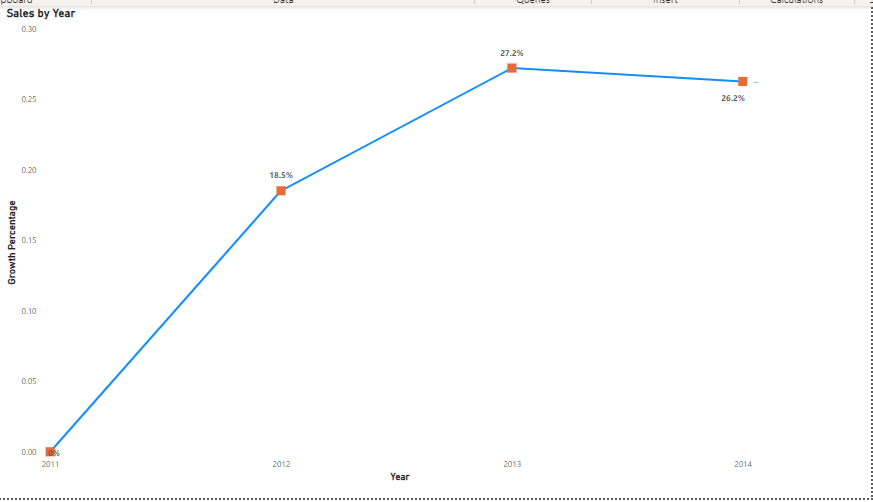 Data
Queries
Insert
Calculations
Sales by Year
0.30
27.2%
0.25
26.2%
18.5%
0.20
Growth Percentage
0.15
0.10
0.05
0.00
0%
2011
2012
2013
2014
Year